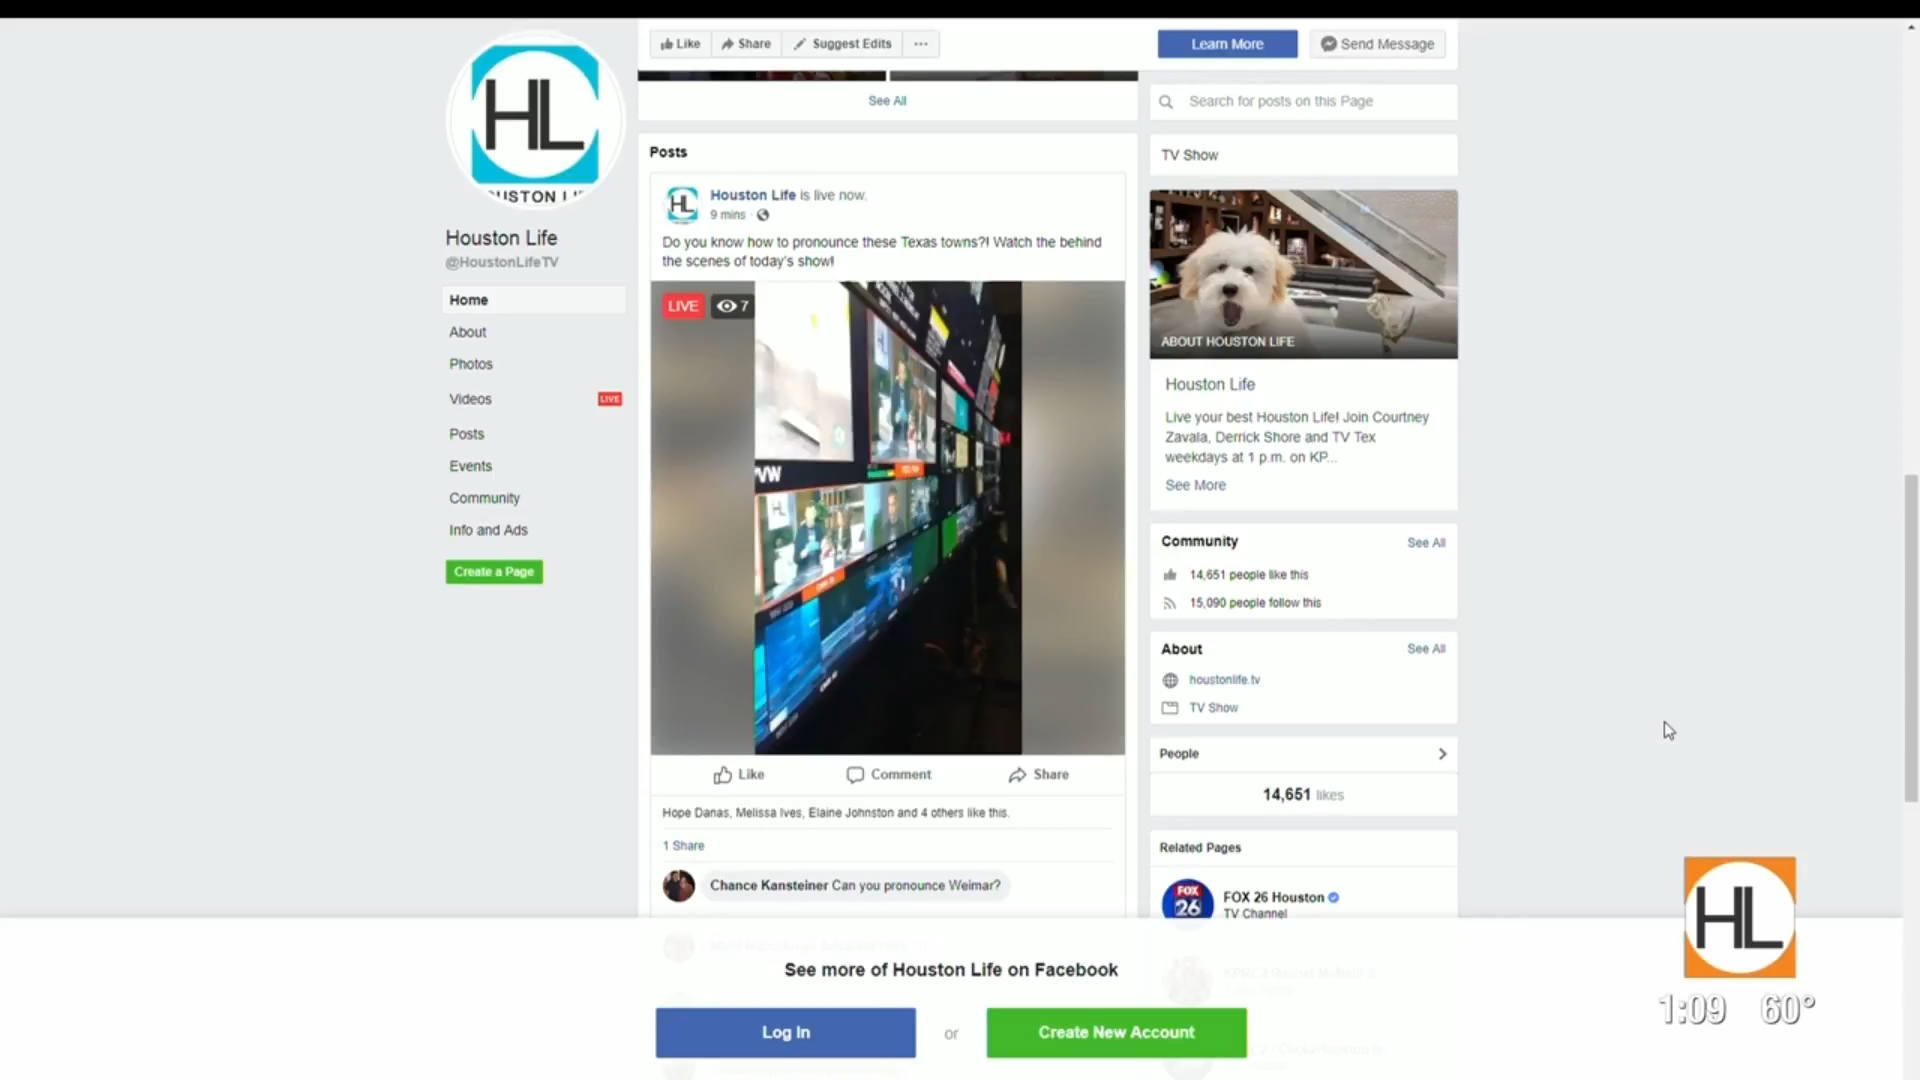 Like
Share
Suggest Edits
Learn More
Send Message
HL
USTON LI
Houston Life
@HoustonLifeTV
Home
About
Photos
Videos
LIVE
Posts
Events
Community
Info and Ads
Create a Page
See All
Posts
HL
Houston Life is live now.
9 mins
Do you know how to pronounce these Texas towns?! Watch the behind
the scenes of today's show!
LIVE
7
Like
Comment
Share
Hope Danas, Melissa Ives, Elaine Johnston and 4 others like this.
1 Share
Chance Kansteiner Can you pronounce Weimar?
Search for posts on this Page
TV Show
ABOUT HOUSTON LIFE
Houston Life
Live your best Houston Life! Join Courtney
Zavala, Derrick Shore and TV Tex
weekdays at 1 p.m. on KP...
See More
Community
See All
14,651 people like this
15,090 people follow this
About
See All
houstonlife.tv
TV Show
People
14,651 likes
Related Pages
FOX
26
FOX 26 Houston
TV Channel
See more of Houston Life on Facebook
Log In
or
Create New Account
HL
1:09 60°